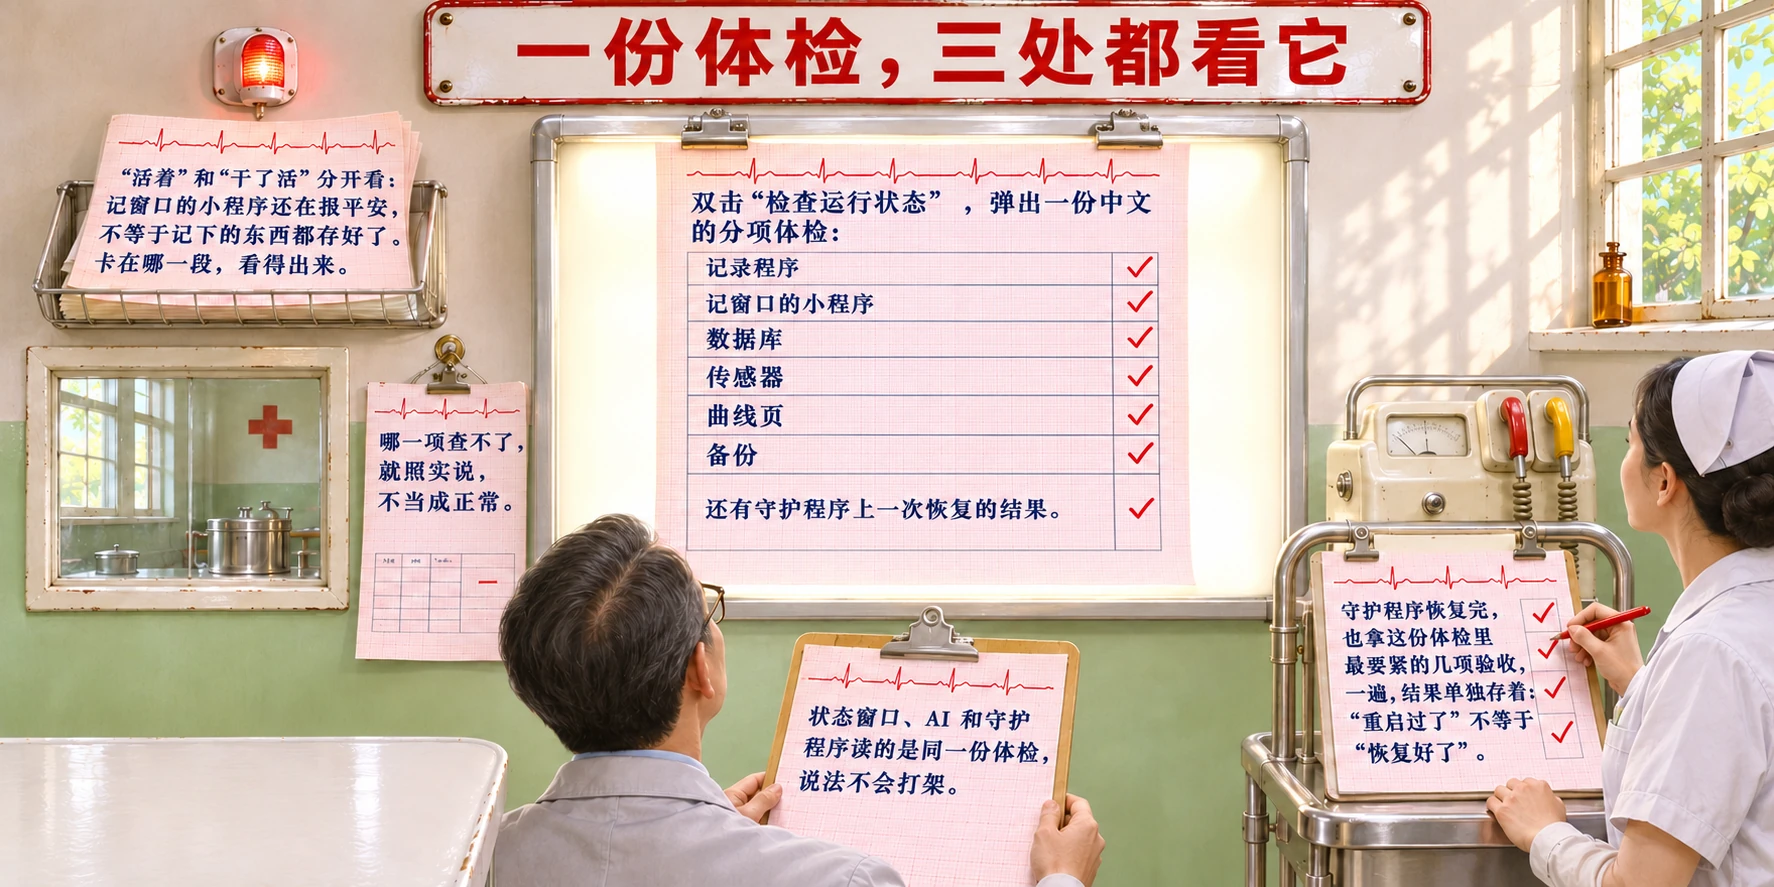 一份体检，三处都看它
“活着”和“干了活”分开看：
记窗口的小程序还在报平安，
不等于记下的东西都存好了。
卡在哪一段，看得出来。
哪一项查不了，
就照实说，
不当成正常。
双击“检查运行状态”，弹出一份中文
的分项体检：
记录程序
记窗口的小程序
数据库
传感器
曲线页
备份
还有守护程序上一次恢复的结果。
状态窗口、AI 和守护
程序读的是同一份体检，
说法不会打架。
守护程序恢复完，
也拿这份体检里
最要紧的几项验收，
一遍，结果单独存着：
“重启过了”不等于
“恢复好了”。